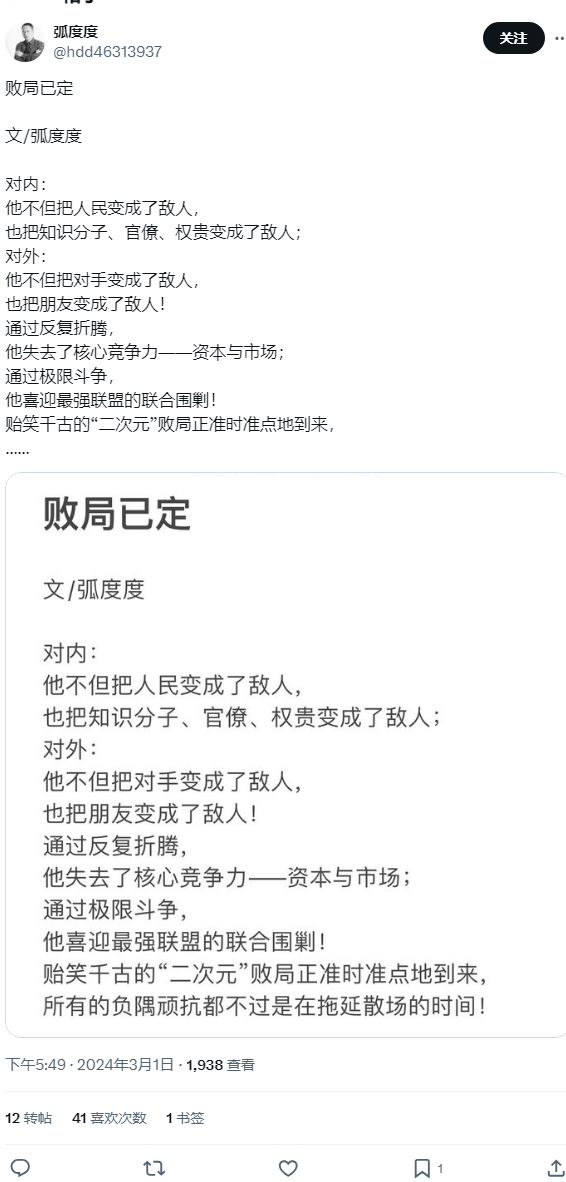 弧度度
@hdd46313937
关注
败局已定
文/弧度度
对内：
他不但把人民变成了敌人，
也把知识分子、官僚、权贵变成了敌人；
对外：
他不但把对手变成了敌人，
也把朋友变成了敌人！
通过反复折腾，
他失去了核心竞争力——资本与市场；
通过极限斗争，
他喜迎最强联盟的联合围剿！
贻笑千古的“二次元”败局正准时准点地到来，
......
败局已定
文/弧度度
对内：
他不但把人民变成了敌人，
也把知识分子、官僚、权贵变成了敌人；
对外：
他不但把对手变成了敌人，
也把朋友变成了敌人！
通过反复折腾，
他失去了核心竞争力——资本与市场；
通过极限斗争，
他喜迎最强联盟的联合围剿！
贻笑千古的“二次元”败局正准时准点地到来，
所有的负隅顽抗都不过是在拖延散场的时间！
下午5:49 · 2024年3月1日 · 1,938 查看
12 转帖 41 喜欢次数 1 书签
1